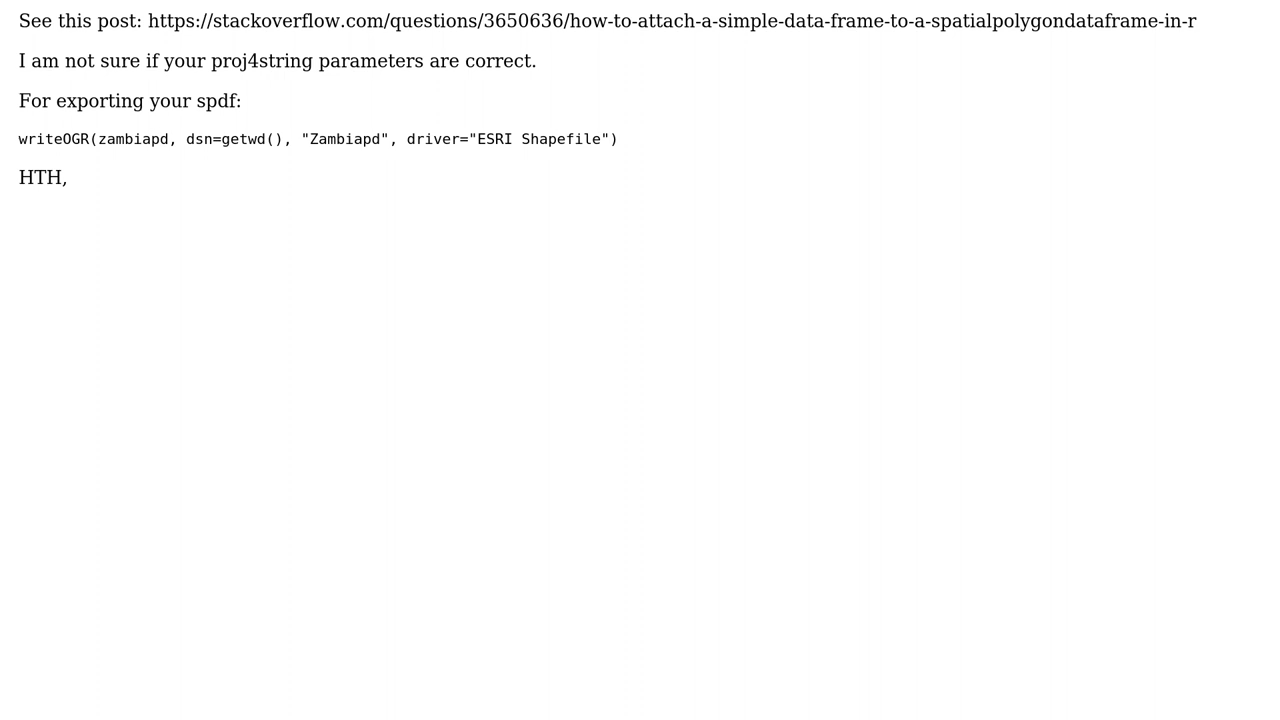 See this post: https://stackoverflow.com/questions/3650636/how-to-attach-a-simple-data-frame-to-a-spatialpolygondataframe-in-r
I am not sure if your proj4string parameters are correct.
For exporting your spdf:
writeOGR(zambiapd, dsn=getwd(), "Zambiapd", driver="ESRI Shapefile")
HTH,